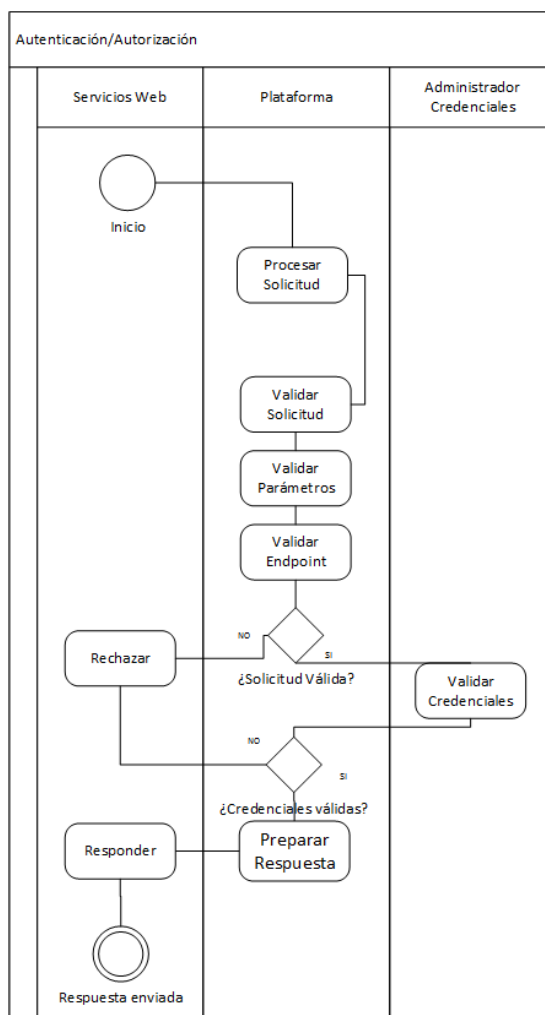 Autenticación/Autorización
Servicios Web
Plataforma
Administrador
Credenciales
Inicio
Procesar
Solicitud
Validar
Solicitud
Validar
Parámetros
Validar
Endpoint
NO
SI
Rechazar
¿Solicitud Válida?
Validar
Credenciales
NO
SI
¿Credenciales válidas?
Responder
Preparar
Respuesta
Respuesta enviada